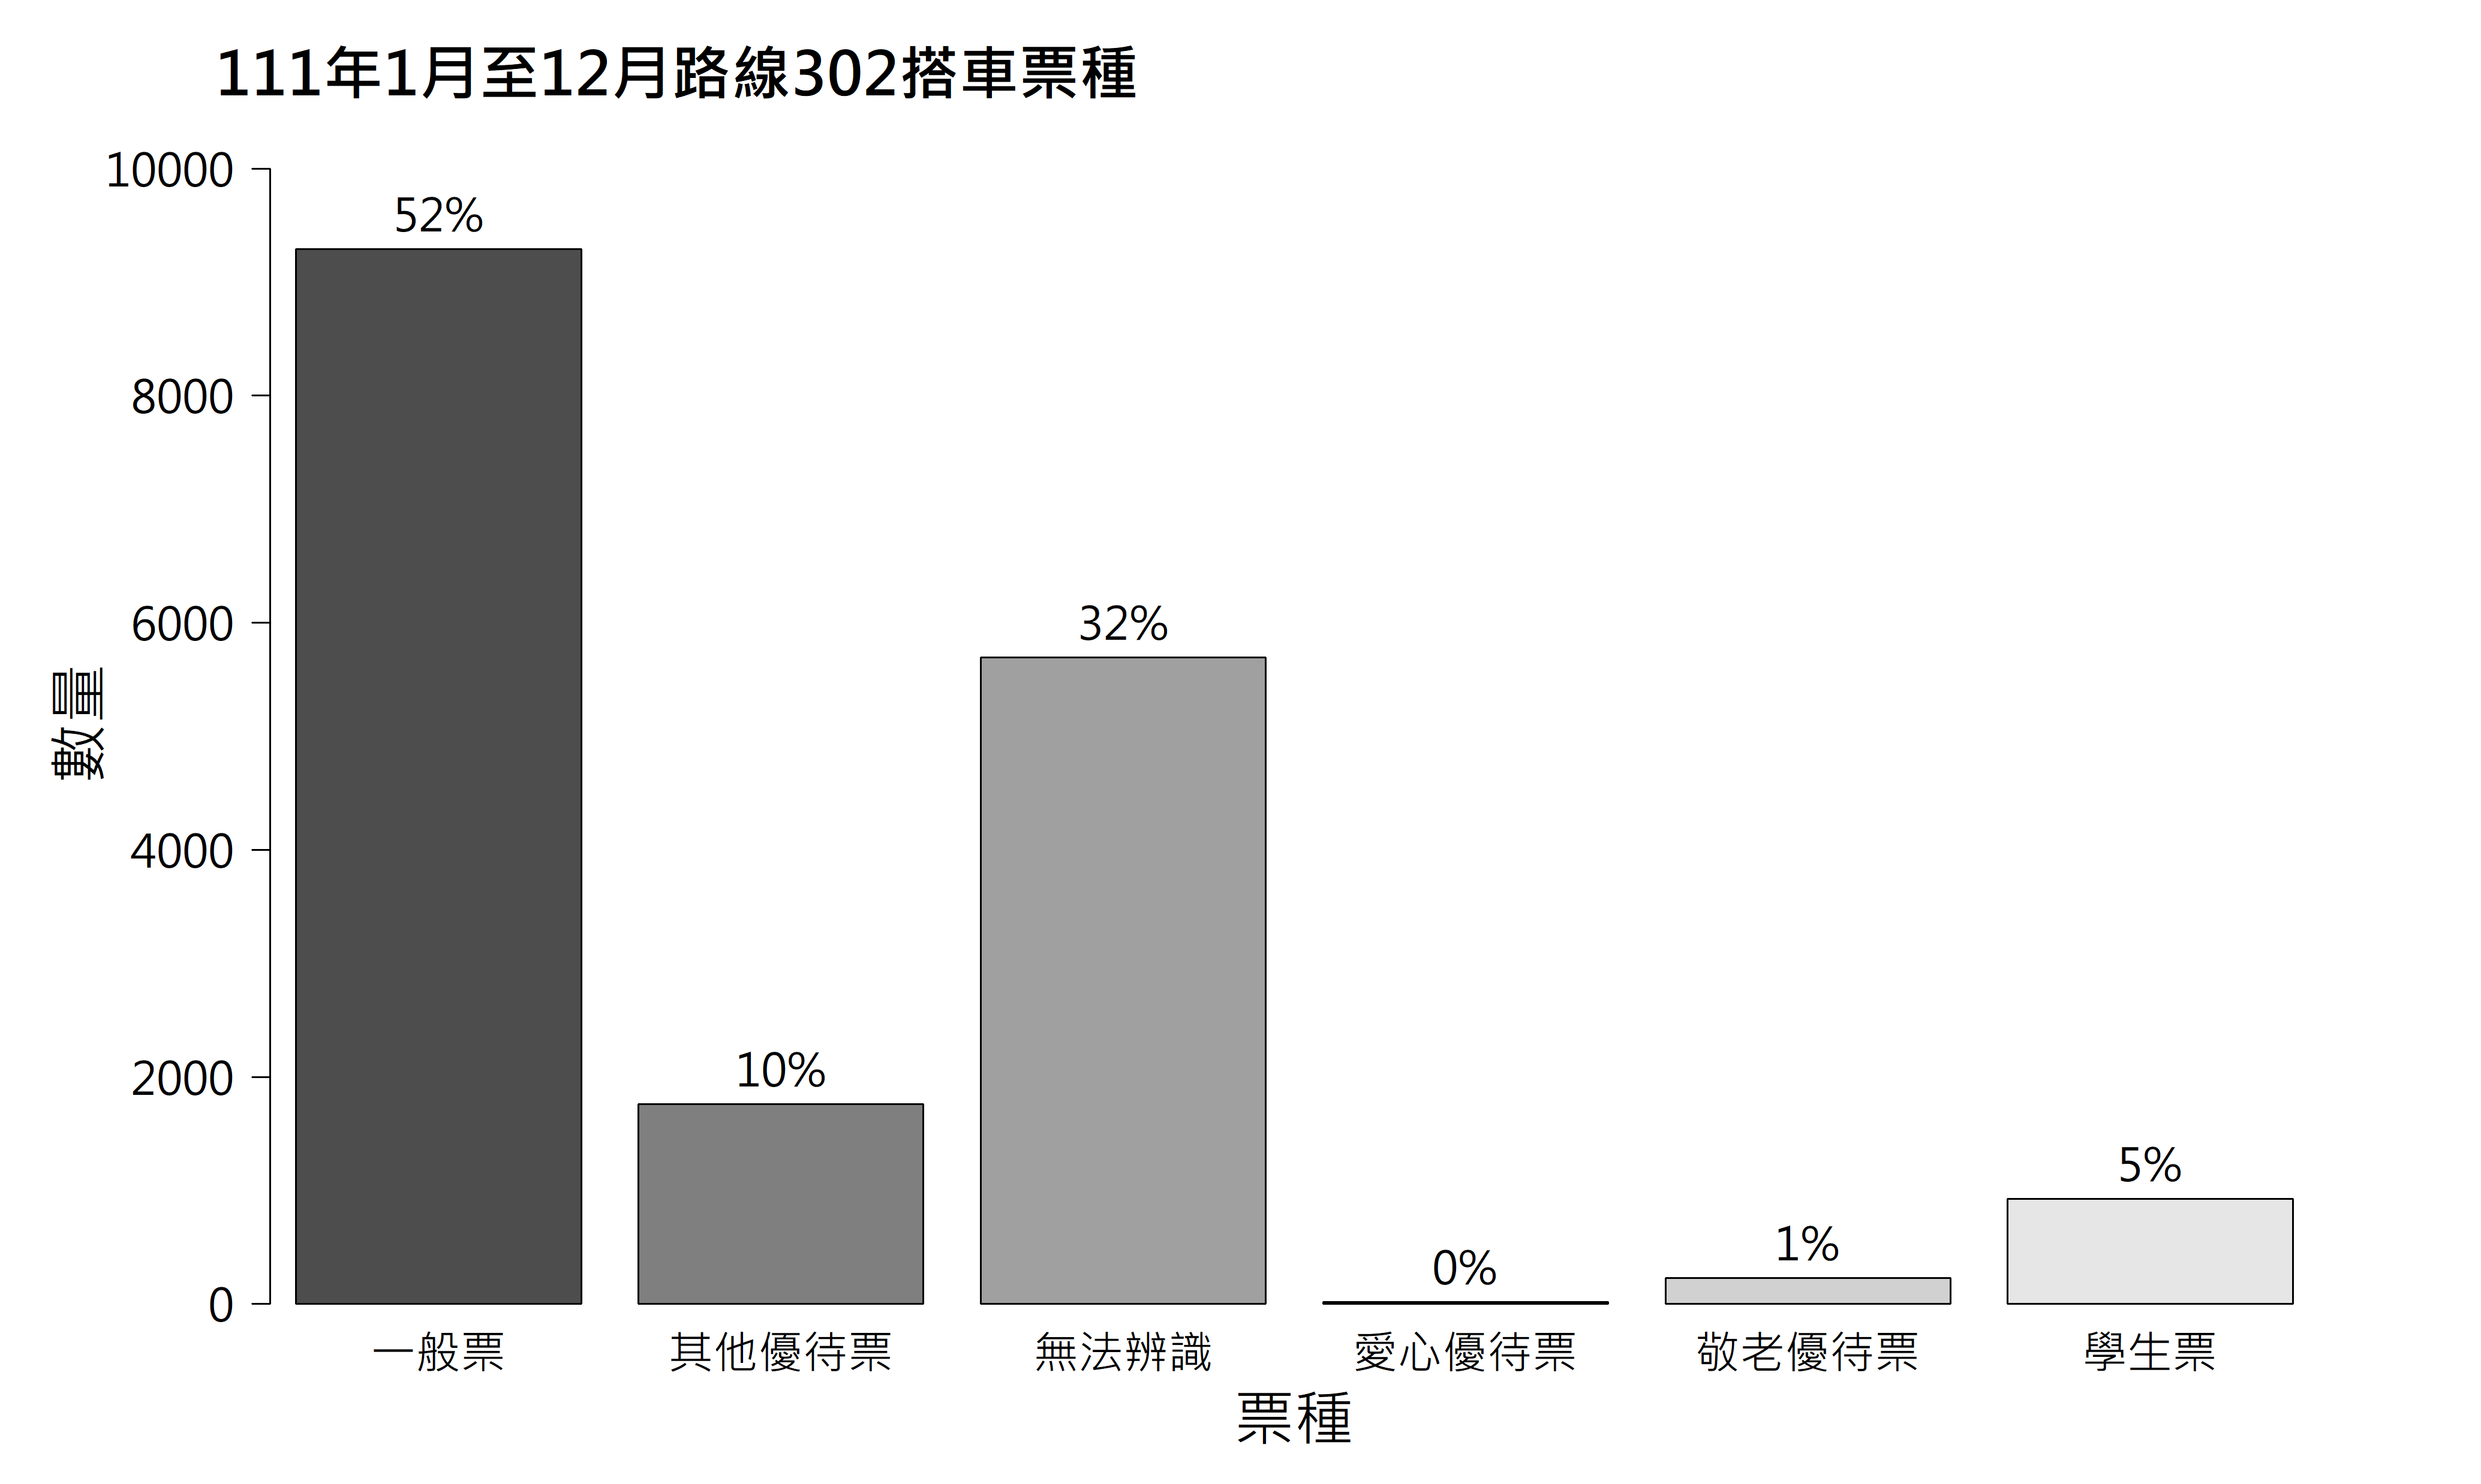 111年1月至12月路線302搭車票種
10000
8000
6000
4000
2000
0
數量
52%
10%
32%
0%
1%
5%
一般票
其他優待票
無法辨識
愛心優待票
敬老優待票
學生票
票種